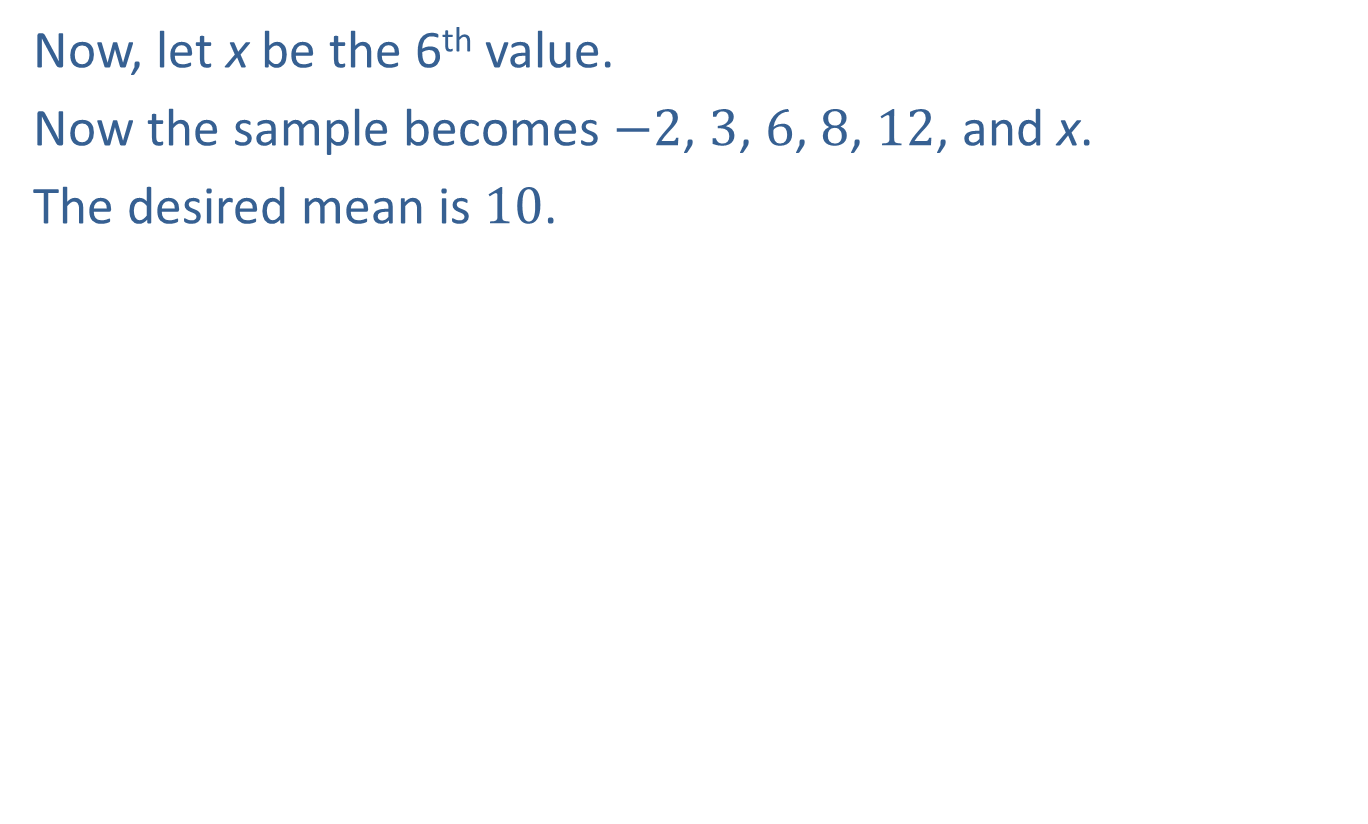 Now, let x be the 6th value.
Now the sample becomes −2, 3, 6, 8, 12, and x.
The desired mean is 10.